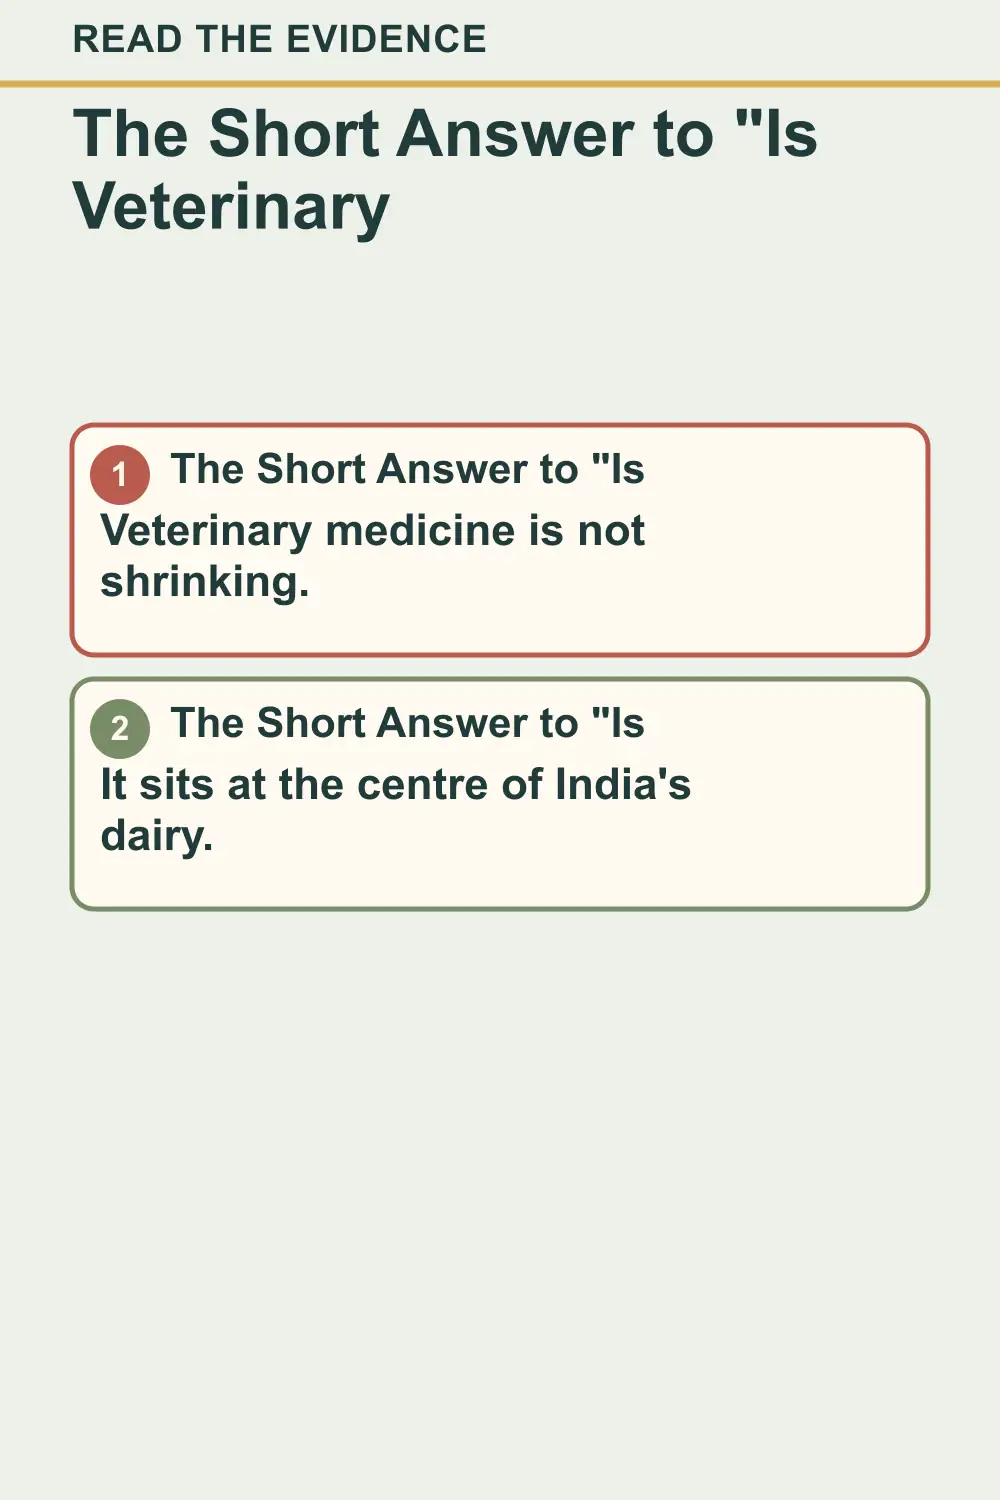 READ THE EVIDENCE
The Short Answer to "Is
Veterinary
1 The Short Answer to "Is
Veterinary medicine is not
shrinking.
2 The Short Answer to "Is
It sits at the centre of India's
dairy.